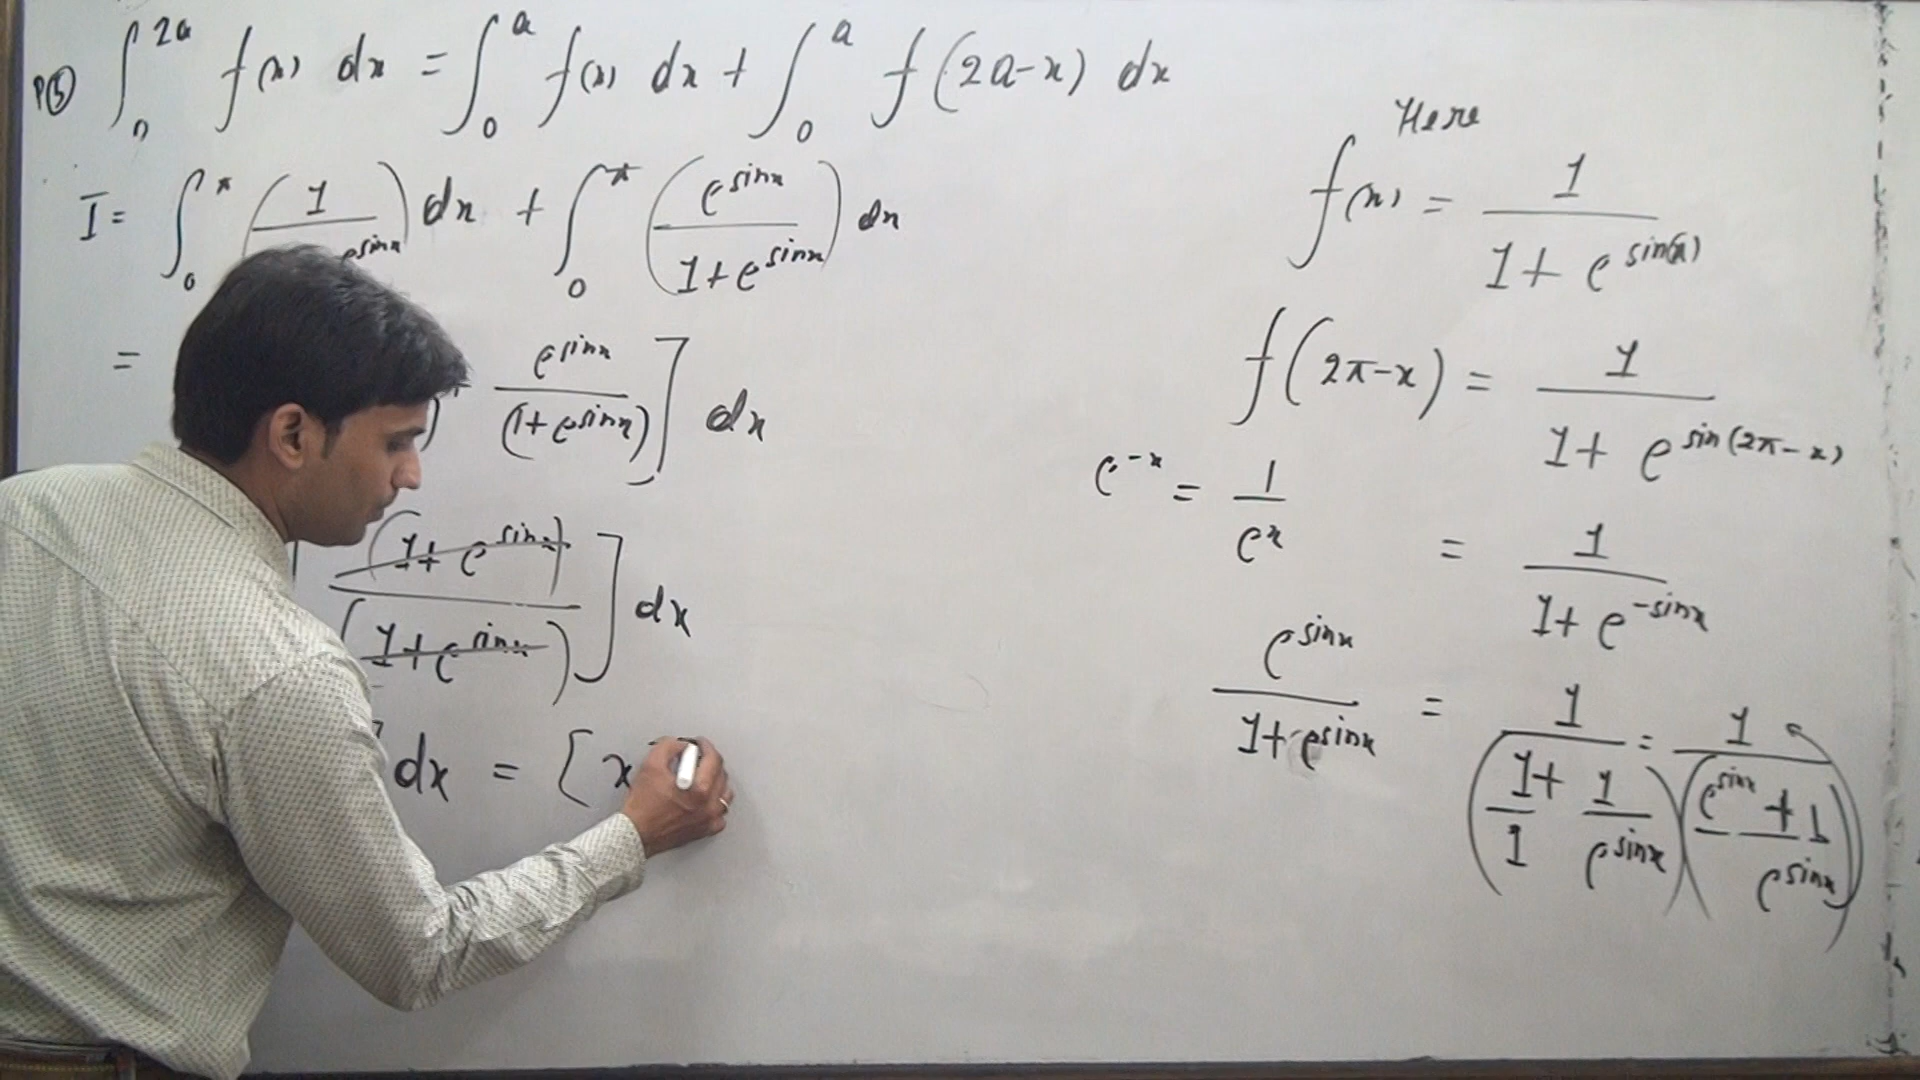 P⑤ ∫₀^{2a} f(x) dx = ∫₀^a f(x) dx + ∫₀^a f(2a-x) dx
I = ∫₀^π (1 / e^{sinx}) dx + ∫₀^π (e^{sinx} / 1+e^{sinx}) dx
= e^{sinx} / (1+e^{sinx}) ] dx
(1+e^{sinx}) / (1+e^{sinx}) ] dx
dx = [x
Here
f(x) = 1 / 1+e^{sin(x)}
f(2π-x) = 1 / 1+e^{sin(2π-x)}
e^{-x} = 1 / e^x
= 1 / 1+e^{-sinx}
e^{sinx} / 1+e^{sinx} = 1 / (1/1 + 1/e^{sinx}) = 1 / (e^{sinx}+1 / e^{sinx})